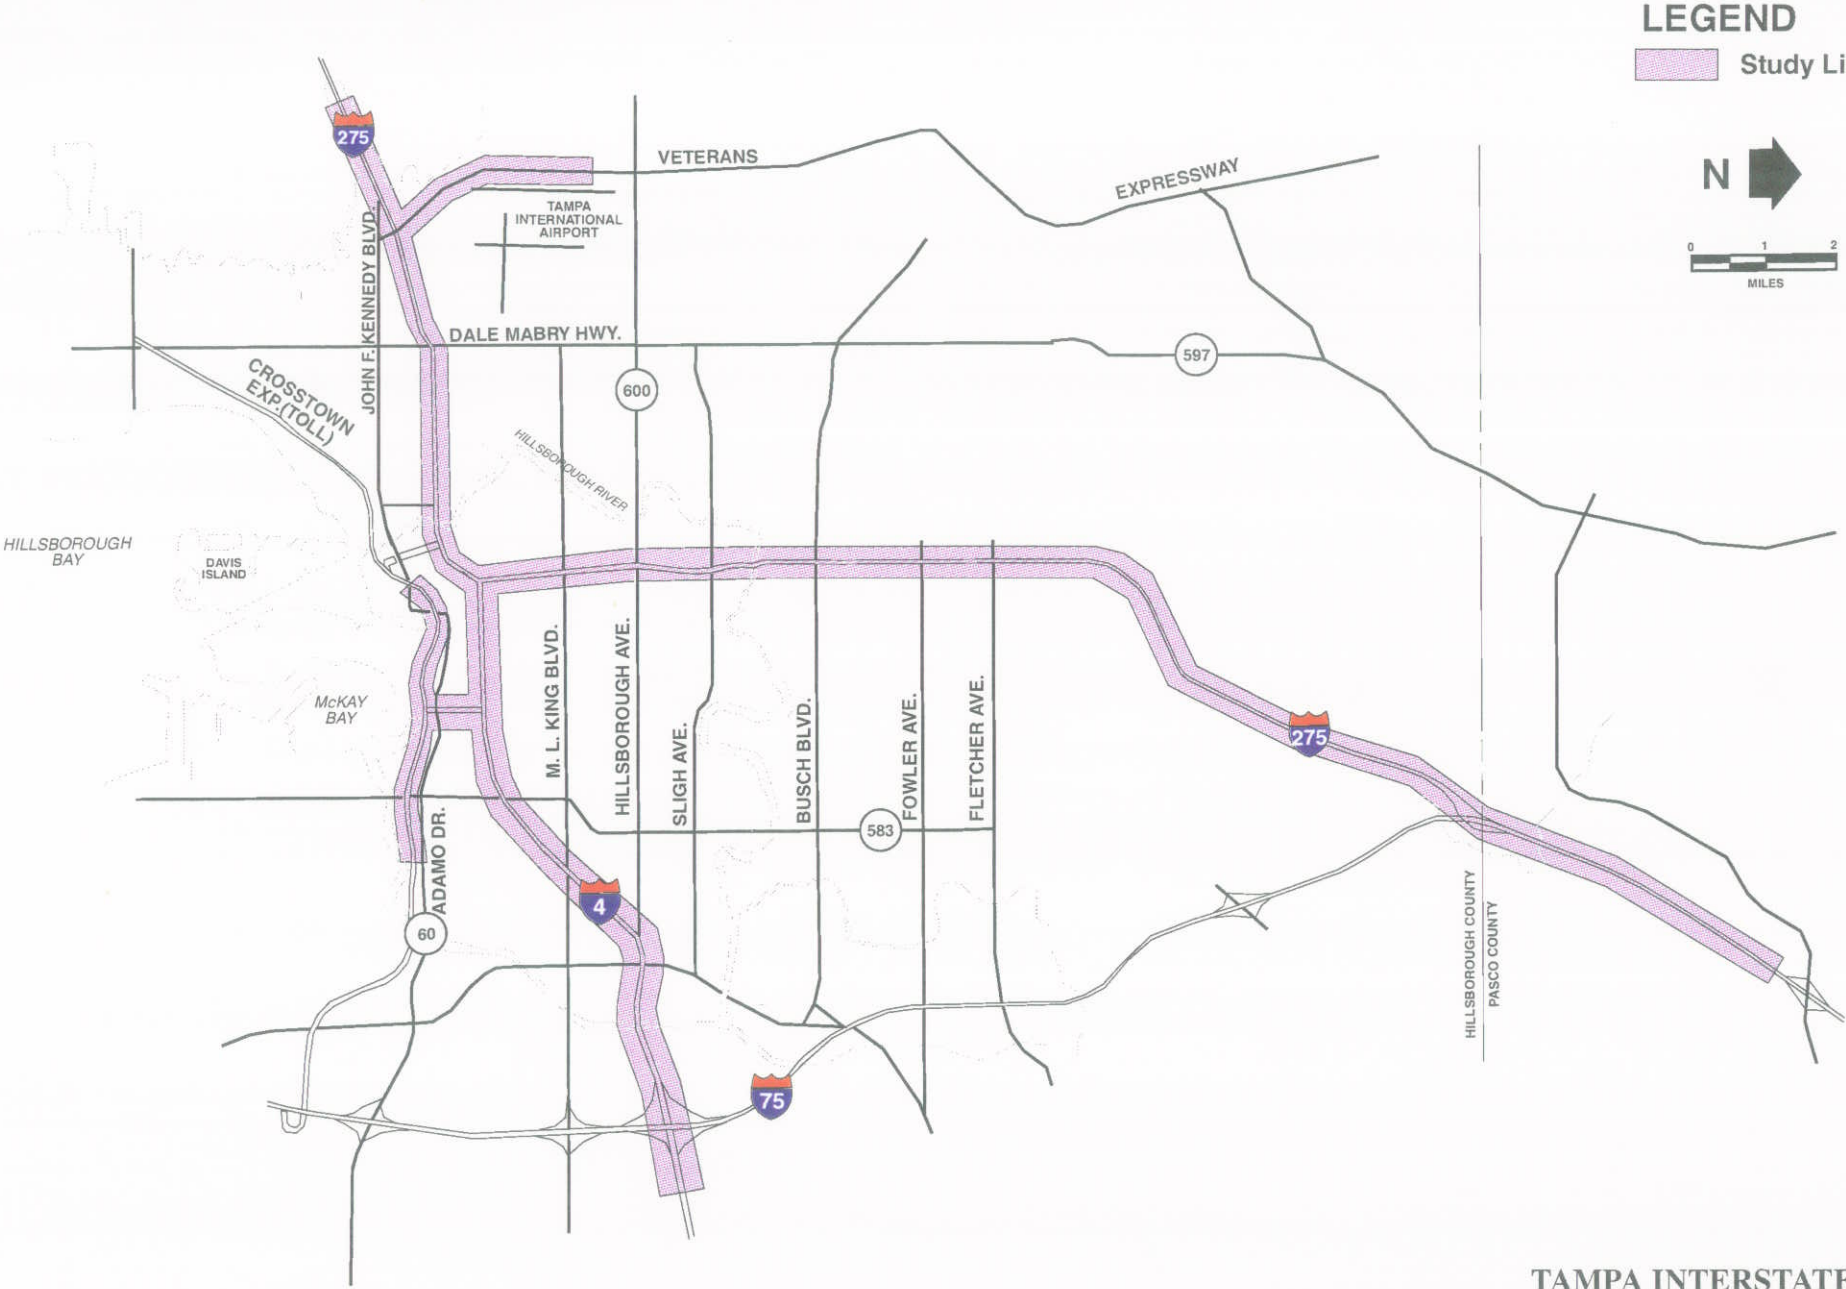 LEGEND
Study Li
N
0 1 2
MILES
275
VETERANS
EXPRESSWAY
TAMPA
INTERNATIONAL
AIRPORT
JOHN F. KENNEDY BLVD.
DALE MABRY HWY.
597
600
CROSSTOWN
EXP.(TOLL)
HILLSBOROUGH RIVER
HILLSBOROUGH
BAY
DAVIS
ISLAND
McKAY
BAY
M. L. KING BLVD.
HILLSBOROUGH AVE.
SLIGH AVE.
BUSCH BLVD.
FOWLER AVE.
FLETCHER AVE.
275
583
ADAMO DR.
4
60
HILLSBOROUGH COUNTY
PASCO COUNTY
75
TAMPA INTERSTATE